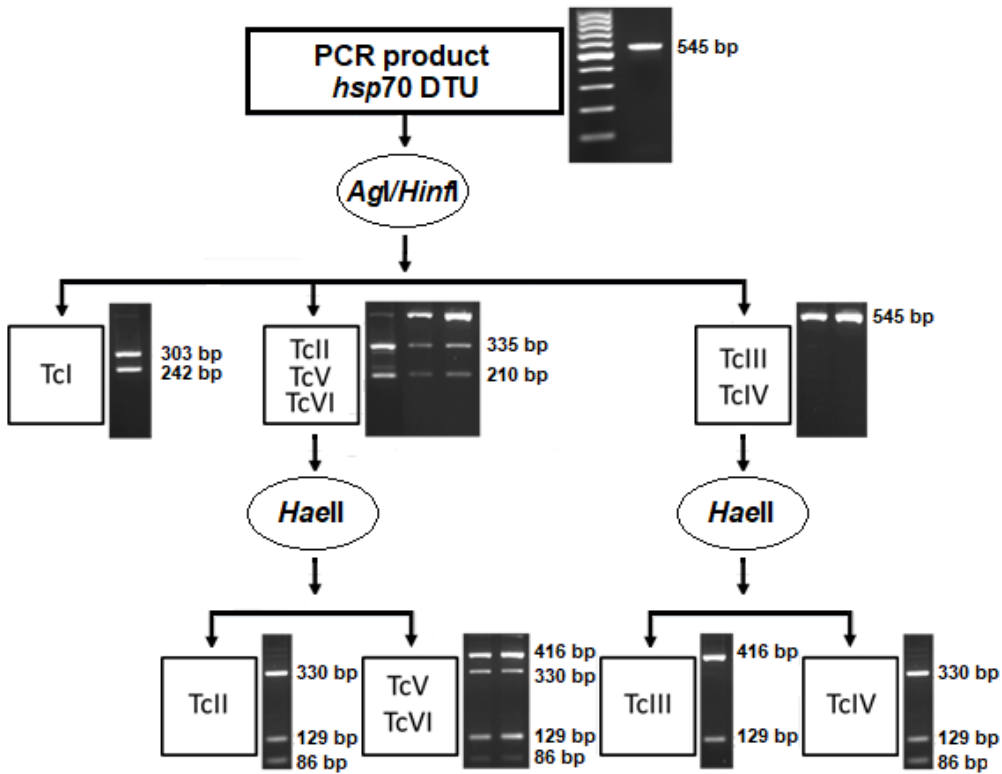 PCR product
hsp70 DTU
545 bp
AgI/HinfI
TcI
303 bp
242 bp
TcII
TcV
TcVI
335 bp
210 bp
TcIII
TcIV
545 bp
HaeII
HaeII
TcII
330 bp
129 bp
86 bp
TcV
TcVI
416 bp
330 bp
129 bp
86 bp
TcIII
416 bp
129 bp
TcIV
330 bp
129 bp
86 bp